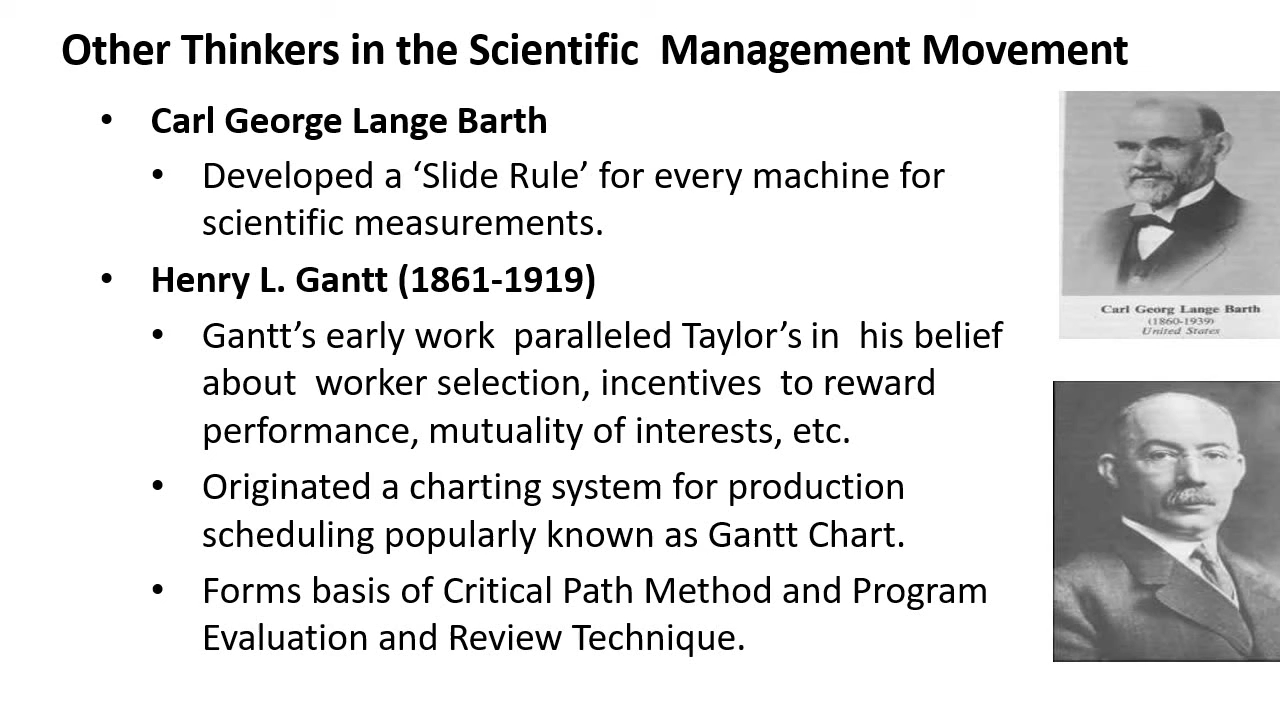 Other Thinkers in the Scientific  Management Movement
• Carl George Lange Barth
• Developed a ‘Slide Rule’ for every machine for
scientific measurements.
• Henry L. Gantt (1861-1919)
• Gantt’s early work  paralleled Taylor’s in  his belief
about  worker selection, incentives  to reward
performance, mutuality of interests, etc.
• Originated a charting system for production
scheduling popularly known as Gantt Chart.
• Forms basis of Critical Path Method and Program
Evaluation and Review Technique.
Carl Georg Lange Barth
(1860-1939)
United States